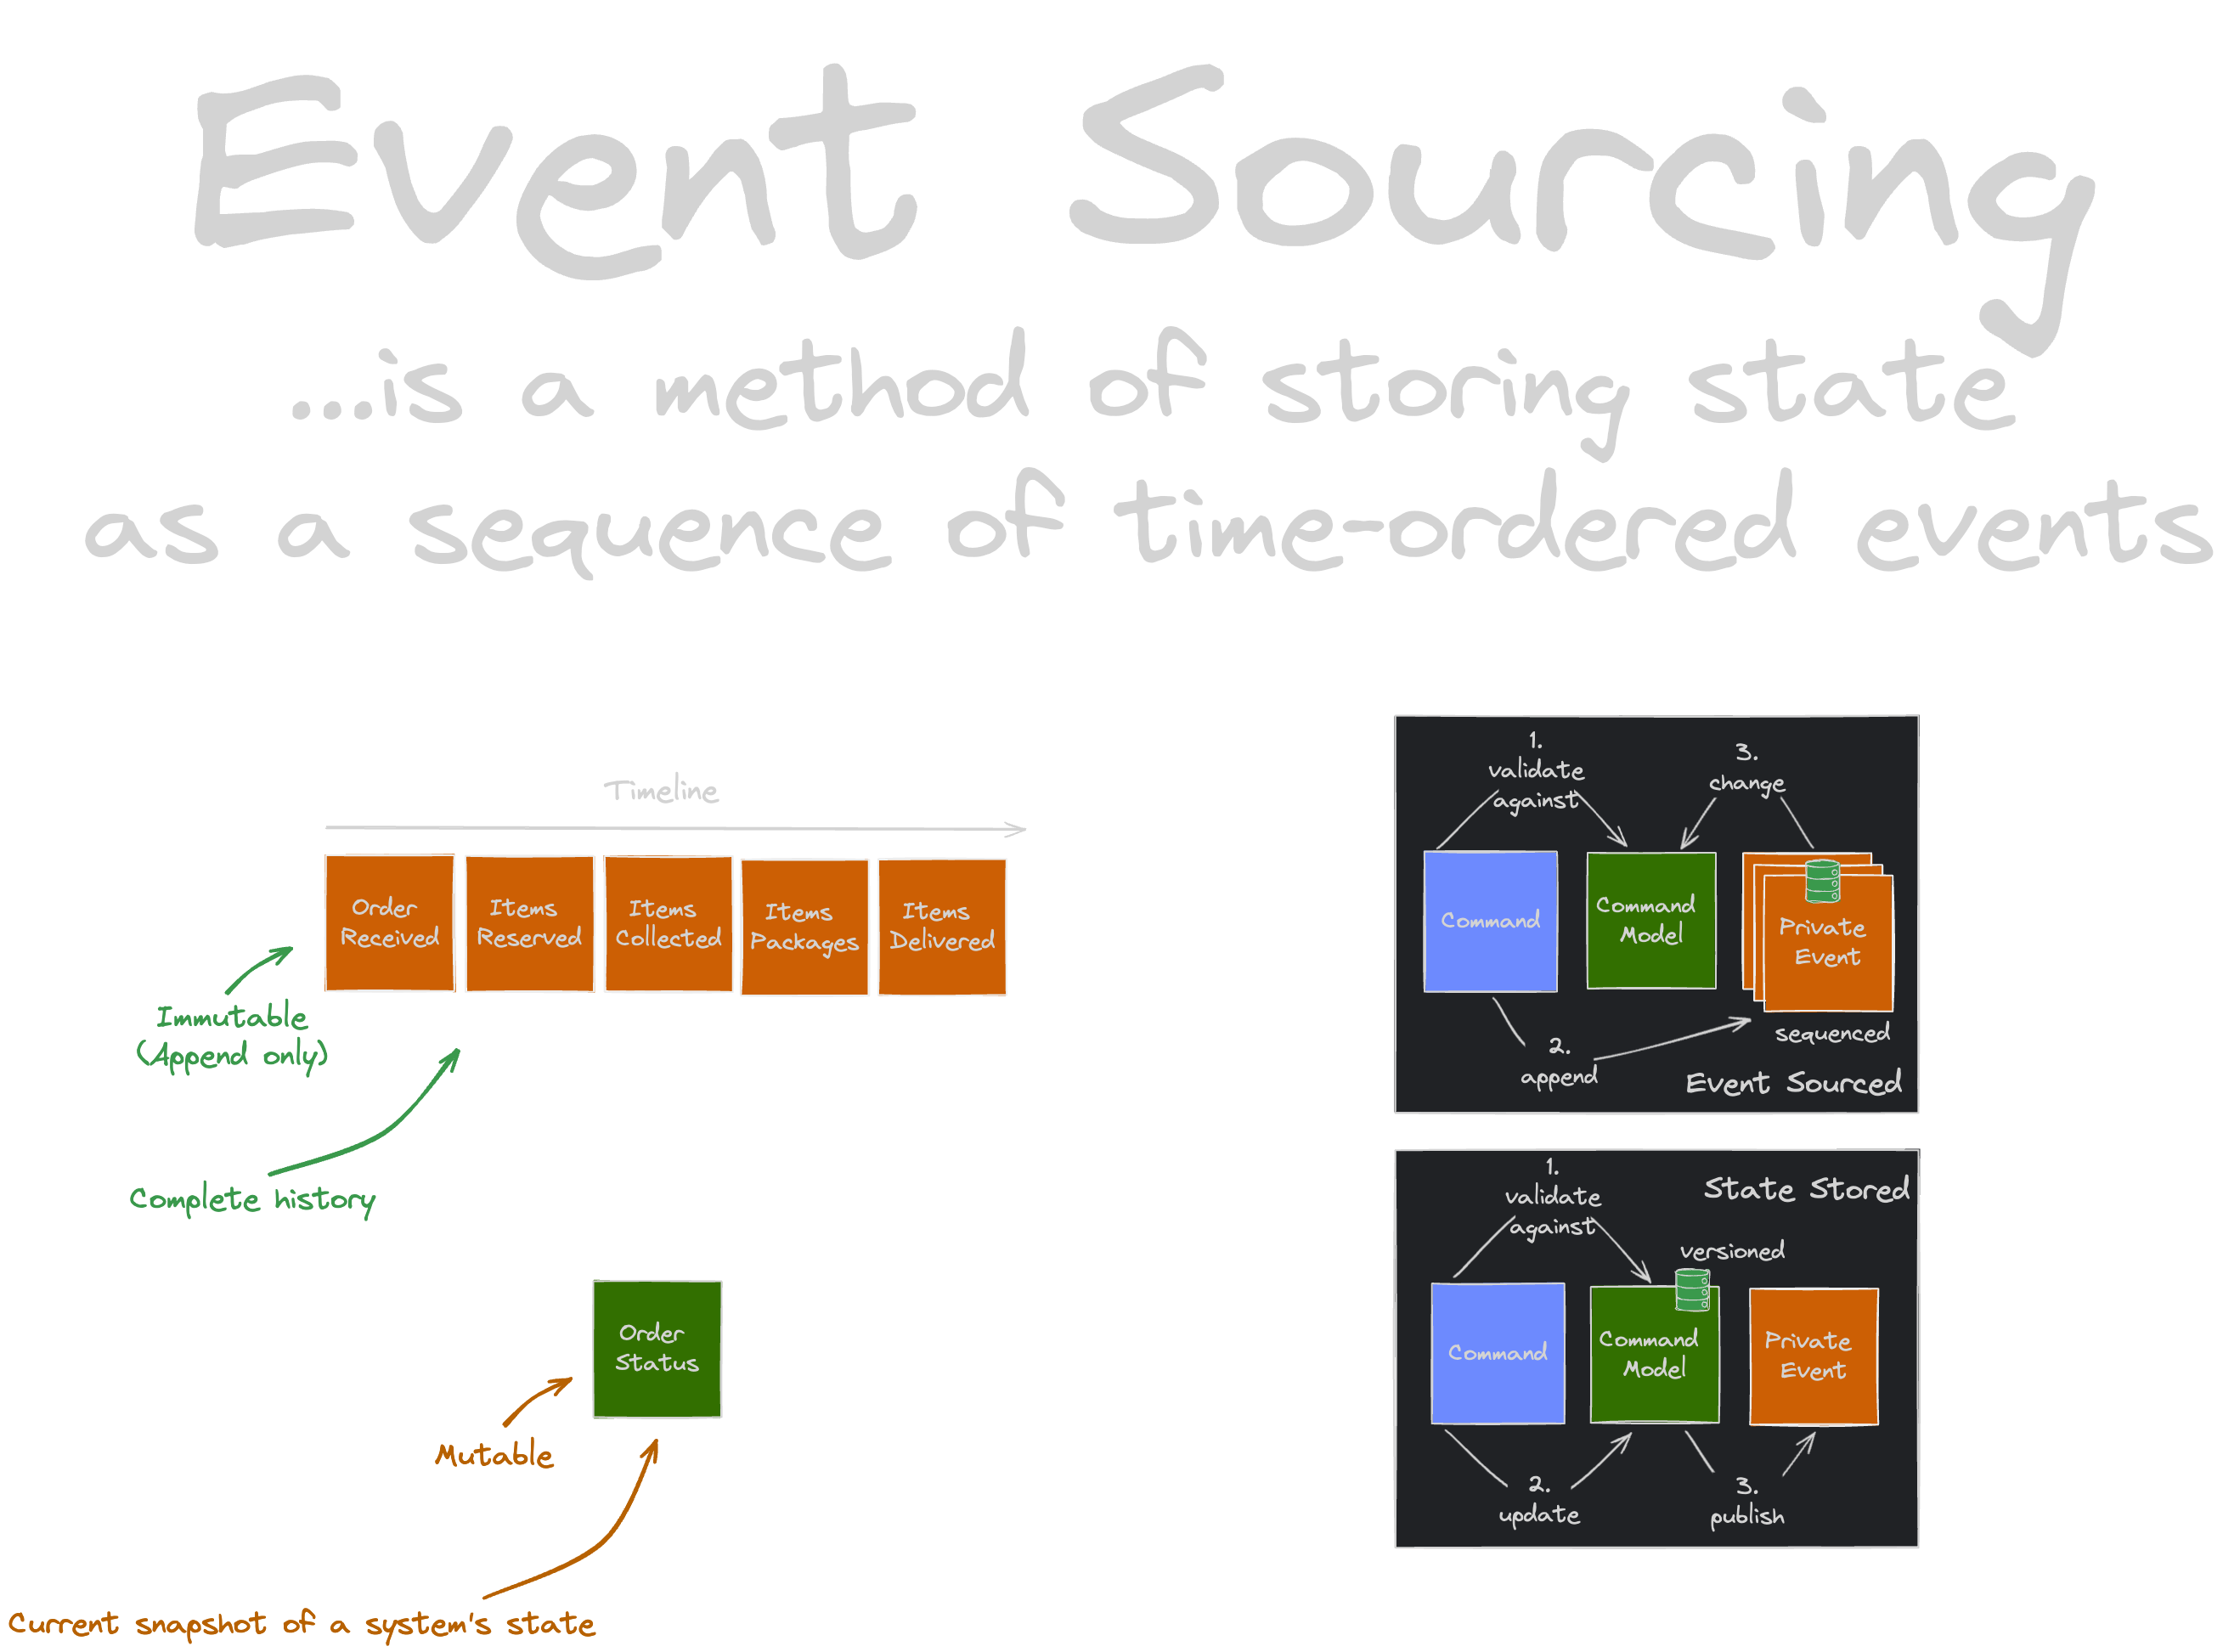 Event Sourcing
...is a method of storing state
as a sequence of time-ordered events
Timeline
Order
Received
Items
Reserved
Items
Collected
Items
Packages
Items
Delivered
Immutable
(Append only)
Complete history
Order
Status
Mutable
Current snapshot of a system's state
1.
validate
against
3.
change
Command
Command
Model
Private
Event
sequenced
2.
append
Event Sourced
1.
validate
against
State Stored
versioned
Command
Command
Model
Private
Event
2.
update
3.
publish